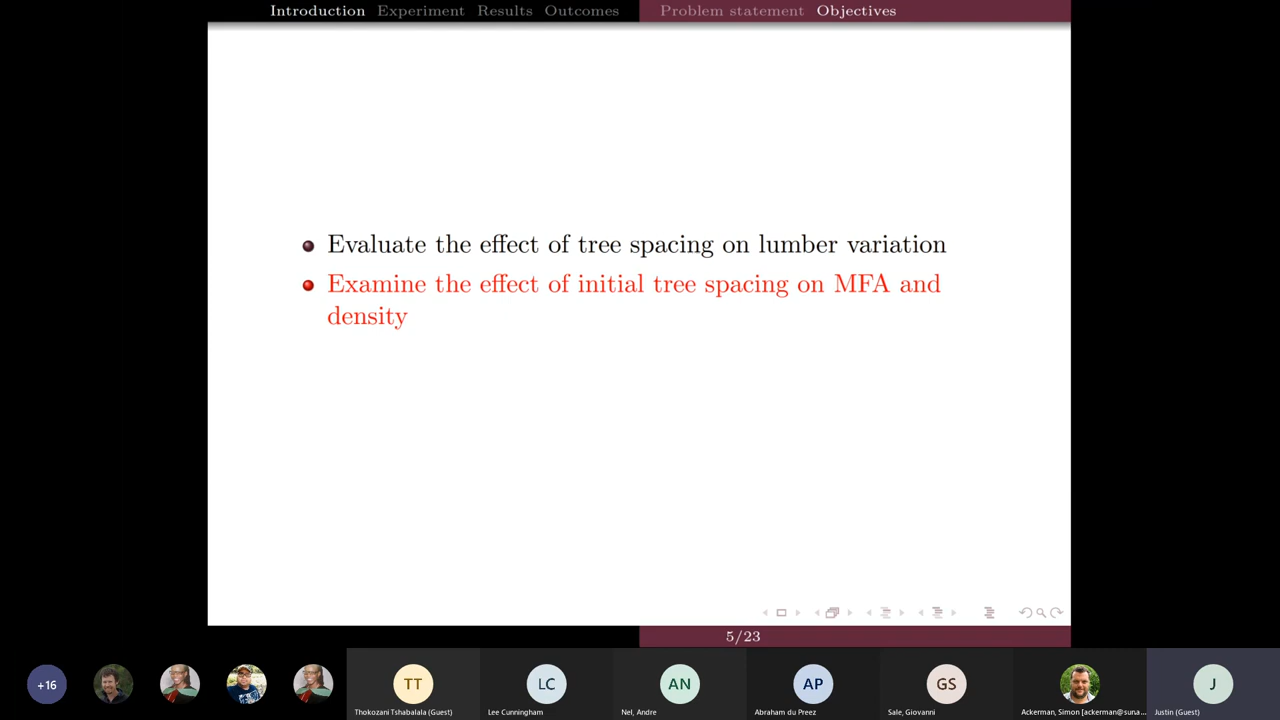 Introduction Experiment Results Outcomes Problem statement Objectives
Evaluate the effect of tree spacing on lumber variation
Examine the effect of initial tree spacing on MFA and
density
5/23
+16 TT LC AN AP GS J
Thokozani Tshabalala (Guest) Lee Cunningham Nel, Andre Abraham du Preez Sale, Giovanni Ackerman, Simon [ackerman@suna... Justin (Guest)